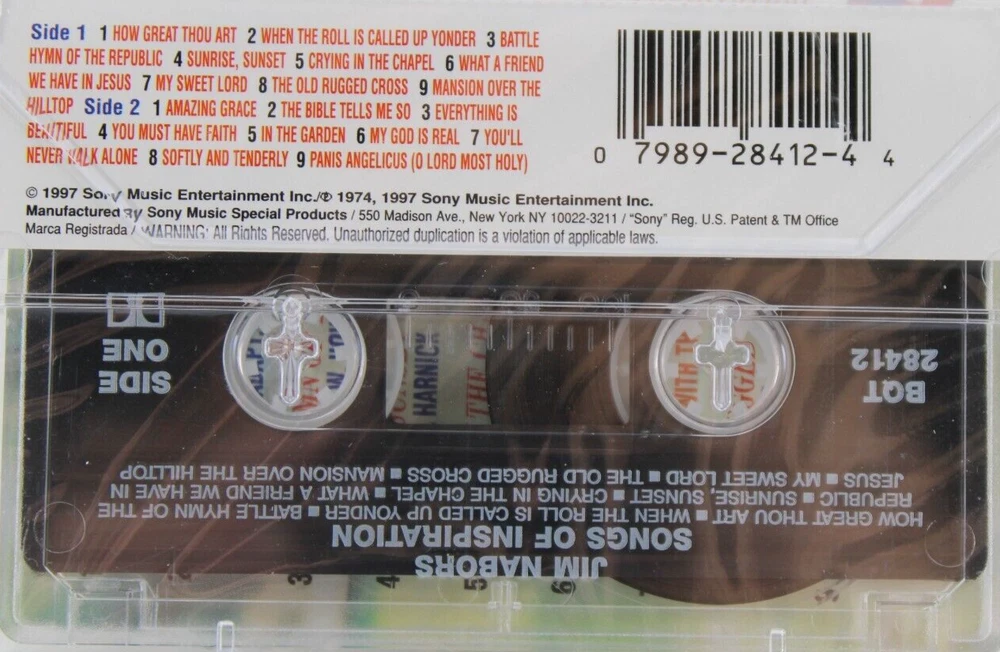 Side 1 1 HOW GREAT THOU ART 2 WHEN THE ROLL IS CALLED UP YONDER 3 BATTLE
HYMN OF THE REPUBLIC 4 SUNRISE, SUNSET 5 CRYING IN THE CHAPEL 6 WHAT A FRIEND
WE HAVE IN JESUS 7 MY SWEET LORD 8 THE OLD RUGGED CROSS 9 MANSION OVER THE
HILLTOP Side 2 1 AMAZING GRACE 2 THE BIBLE TELLS ME SO 3 EVERYTHING IS
BEAUTIFUL 4 YOU MUST HAVE FAITH 5 IN THE GARDEN 6 MY GOD IS REAL 7 YOU'LL
NEVER WALK ALONE 8 SOFTLY AND TENDERLY 9 PANIS ANGELICUS (O LORD MOST HOLY)
0 7989-28412-4 4
© 1997 Sony Music Entertainment Inc./℗ 1974, 1997 Sony Music Entertainment Inc.
Manufactured By Sony Music Special Products / 550 Madison Ave., New York NY 10022-3211 / "Sony" Reg. U.S. Patent & TM Office
Marca Registrada / WARNING: All Rights Reserved. Unauthorized duplication is a violation of applicable laws.
JIM NABORS
SONGS OF INSPIRATION
HOW GREAT THOU ART ■ WHEN THE ROLL IS CALLED UP YONDER ■ BATTLE HYMN OF THE
REPUBLIC ■ SUNRISE, SUNSET ■ CRYING IN THE CHAPEL ■ WHAT A FRIEND WE HAVE IN
JESUS ■ MY SWEET LORD ■ THE OLD RUGGED CROSS ■ MANSION OVER THE HILLTOP
BQT
28412
SIDE
ONE
HARNICK
WITH
THE
3 4 5 6